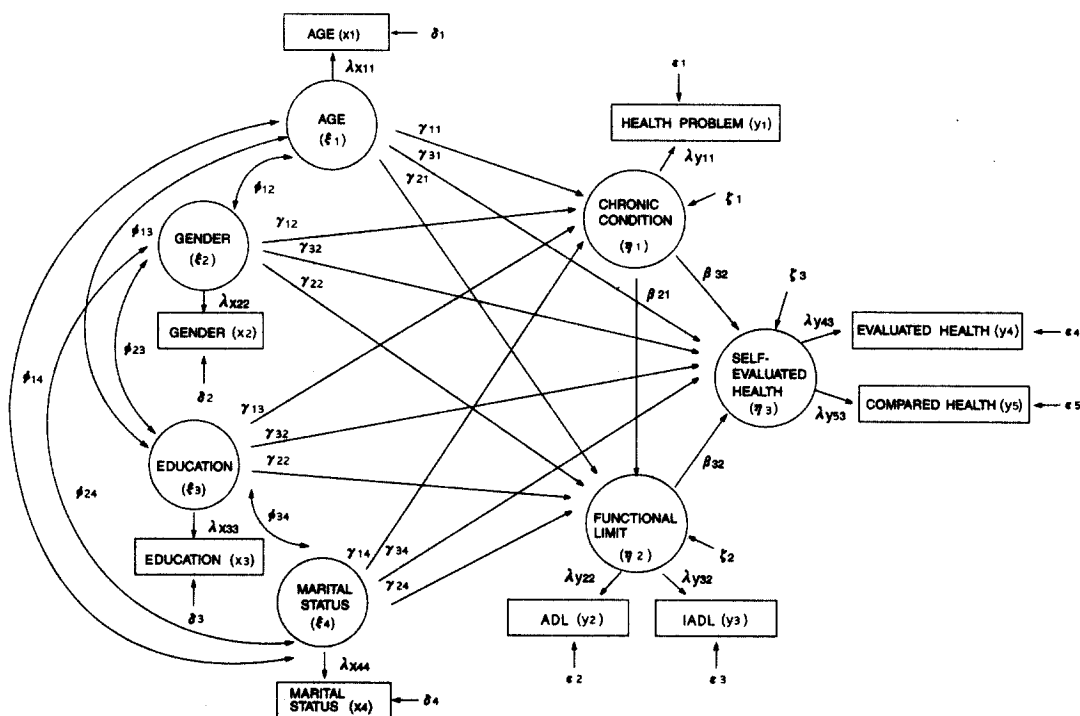 AGE (x1)
δ1
λx11
AGE
(ξ1)
ε1
HEALTH PROBLEM (y1)
λy11
γ11
γ31
γ21
ϕ12
CHRONIC
CONDITION
(η1)
ζ1
ϕ13
GENDER
(ξ2)
γ12
γ32
γ22
λx22
GENDER (x2)
δ2
β21
β32
ζ3
λy43
EVALUATED HEALTH (y4)
ε4
SELF-
EVALUATED
HEALTH
(η3)
λy53
COMPARED HEALTH (y5)
ε5
ϕ23
ϕ14
γ13
γ32
γ22
EDUCATION
(ξ3)
β32
ϕ24
ϕ34
FUNCTIONAL
LIMIT
(η2)
ζ2
λx33
EDUCATION (x3)
δ3
γ14
γ34
γ24
MARITAL
STATUS
(ξ4)
λy22
λy32
ADL (y2)
IADL (y3)
ε2
ε3
λx44
MARITAL
STATUS (x4)
δ4